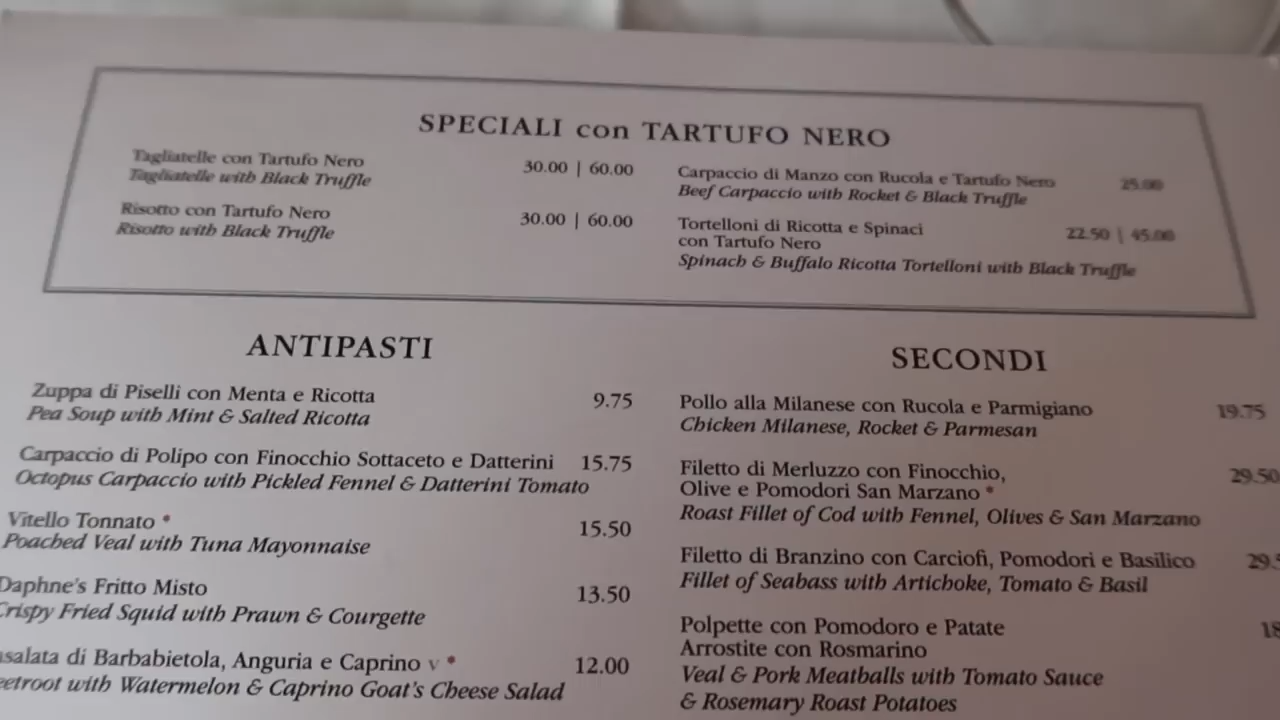 SPECIALI con TARTUFO NERO
Tagliatelle con Tartufo Nero 30.00 | 60.00
Tagliatelle with Black Truffle
Risotto con Tartufo Nero 30.00 | 60.00
Risotto with Black Truffle
Carpaccio di Manzo con Rucola e Tartufo Nero 25.00
Beef Carpaccio with Rocket & Black Truffle
Tortelloni di Ricotta e Spinaci 22.50 | 45.00
con Tartufo Nero
Spinach & Buffalo Ricotta Tortelloni with Black Truffle
ANTIPASTI
Zuppa di Piselli con Menta e Ricotta 9.75
Pea Soup with Mint & Salted Ricotta
Carpaccio di Polipo con Finocchio Sottaceto e Datterini 15.75
Octopus Carpaccio with Pickled Fennel & Datterini Tomato
Vitello Tonnato * 15.50
Poached Veal with Tuna Mayonnaise
Daphne's Fritto Misto 13.50
Crispy Fried Squid with Prawn & Courgette
di Barbabietola, Anguria e Caprino v * 12.00
with Watermelon & Caprino Goat's Cheese Salad
SECONDI
Pollo alla Milanese con Rucola e Parmigiano 19.75
Chicken Milanese, Rocket & Parmesan
Filetto di Merluzzo con Finocchio, 29.50
Olive e Pomodori San Marzano *
Roast Fillet of Cod with Fennel, Olives & San Marzano
Filetto di Branzino con Carciofi, Pomodori e Basilico
Fillet of Seabass with Artichoke, Tomato & Basil
Polpette con Pomodoro e Patate
Arrostite con Rosmarino
Veal & Pork Meatballs with Tomato Sauce
& Rosemary Roast Potatoes